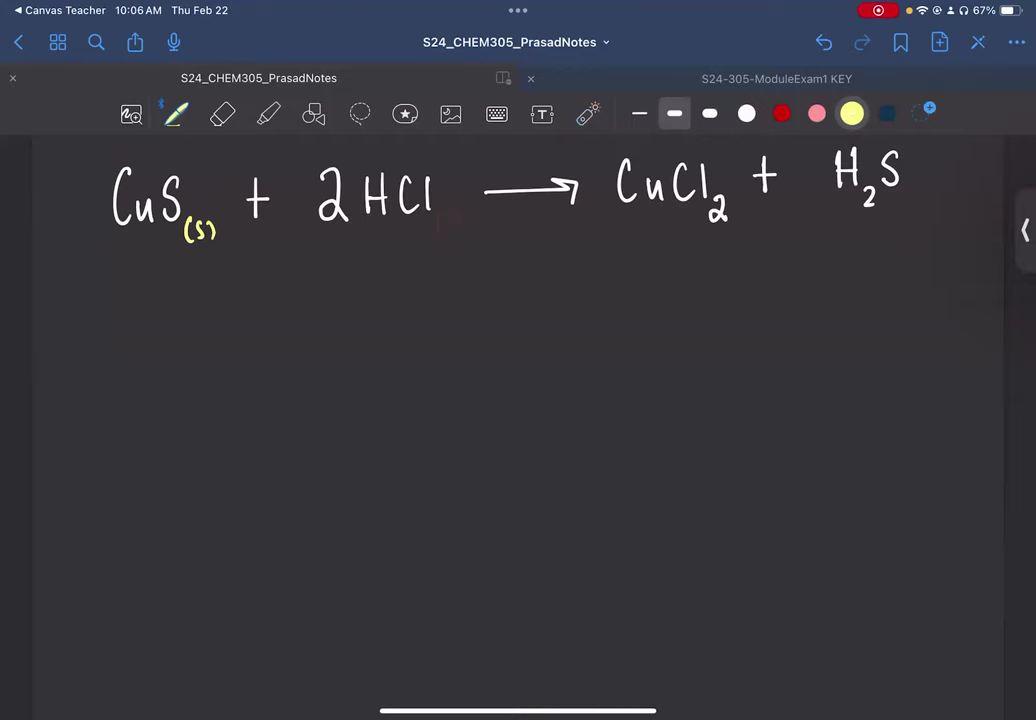 Canvas Teacher 10:06 AM Thu Feb 22 67%
S24_CHEM305_PrasadNotes
S24_CHEM305_PrasadNotes S24-305-ModuleExam1 KEY
CuS(s) + 2HCl → CuCl₂ + H₂S